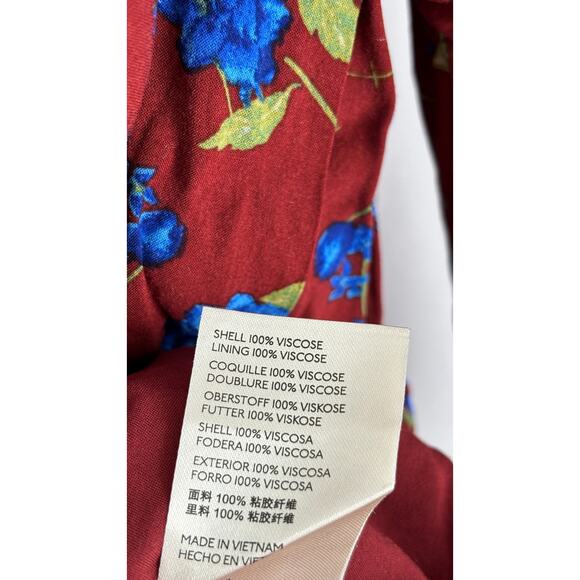 SHELL 100% VISCOSE
LINING 100% VISCOSE
COQUILLE 100% VISCOSE
DOUBLURE 100% VISCOSE
OBERSTOFF 100% VISKOSE
FUTTER 100% VISKOSE
SHELL 100% VISCOSA
FODERA 100% VISCOSA
EXTERIOR 100% VISCOSA
FORRO 100% VISCOSA
面料 100% 粘胶纤维
里料 100% 粘胶纤维
MADE IN VIETNAM
HECHO EN VIETNAM